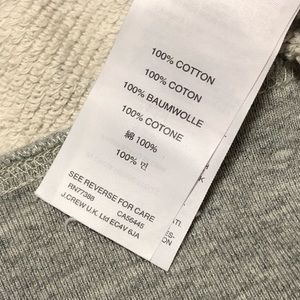 100% COTTON
100% COTON
100% BAUMWOLLE
100% COTONE
綿 100%
100% 면
SEE REVERSE FOR CARE
RN77388 CA56445
J.CREW U.K. Ltd EC4V 6JA